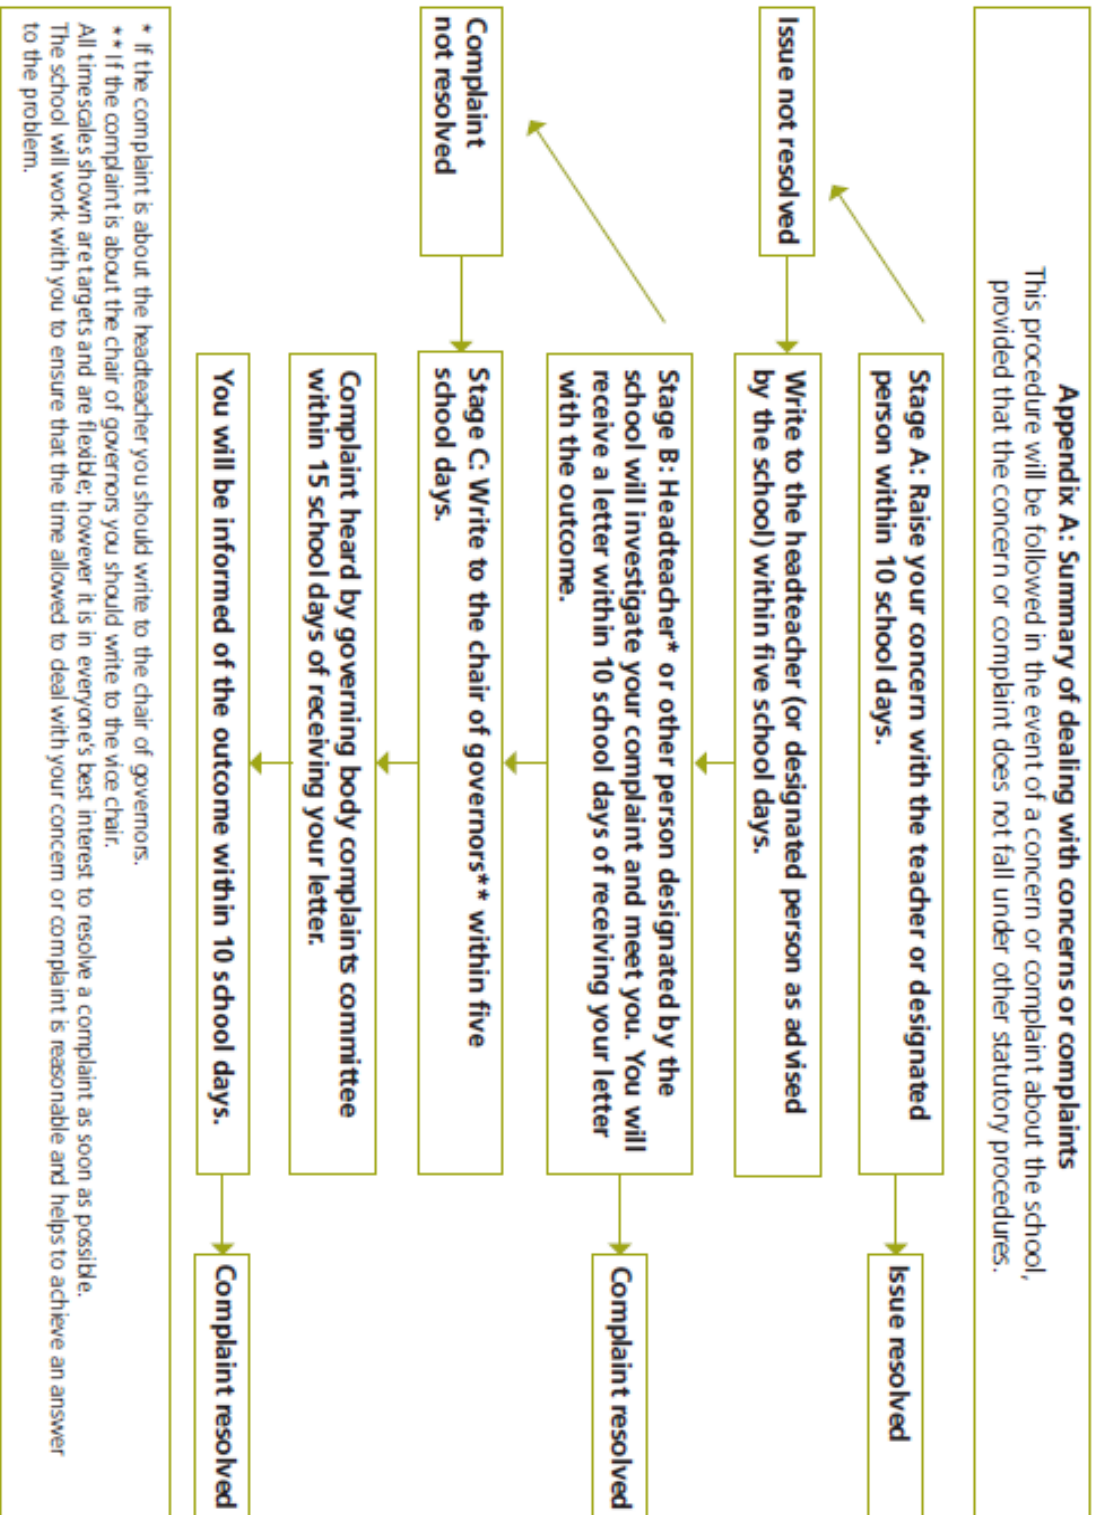 Appendix A: Summary of dealing with concerns or complaints
This procedure will be followed in the event of a concern or complaint about the school,
provided that the concern or complaint does not fall under other statutory procedures.
Stage A: Raise your concern with the teacher or designated
person within 10 school days.
Issue resolved
Issue not resolved
Write to the headteacher (or designated person as advised
by the school) within five school days.
Stage B: Headteacher* or other person designated by the
school will investigate your complaint and meet you. You will
receive a letter within 10 school days of receiving your letter
with the outcome.
Complaint resolved
Complaint
not resolved
Stage C: Write to the chair of governors** within five
school days.
Complaint heard by governing body complaints committee
within 15 school days of receiving your letter.
You will be informed of the outcome within 10 school days.
Complaint resolved
* If the complaint is about the headteacher you should write to the chair of governors.
** If the complaint is about the chair of governors you should write to the vice chair.
All timescales shown are targets and are flexible; however it is in everyone's best interest to resolve a complaint as soon as possible.
The school will work with you to ensure that the time allowed to deal with your concern or complaint is reasonable and helps to achieve an answer
to the problem.